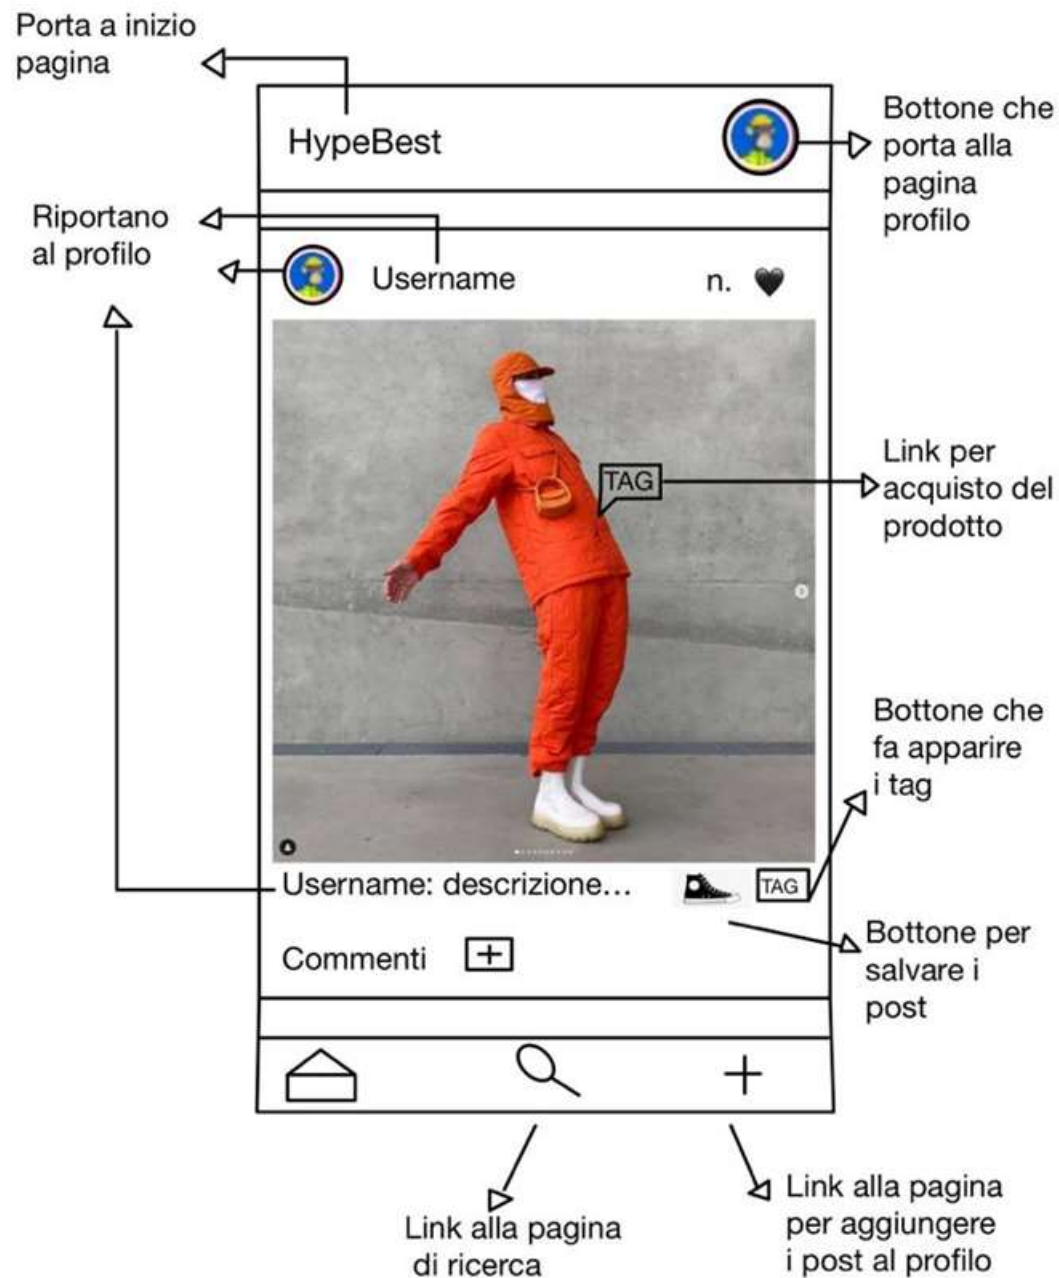 Porta a inizio
pagina
HypeBest
Bottone che
porta alla
pagina
profilo
Riportano
al profilo
Username
n.
TAG
Link per
acquisto del
prodotto
Bottone che
fa apparire
i tag
Username: descrizione...
TAG
Commenti
Bottone per
salvare i
post
Link alla pagina
di ricerca
Link alla pagina
per aggiungere
i post al profilo